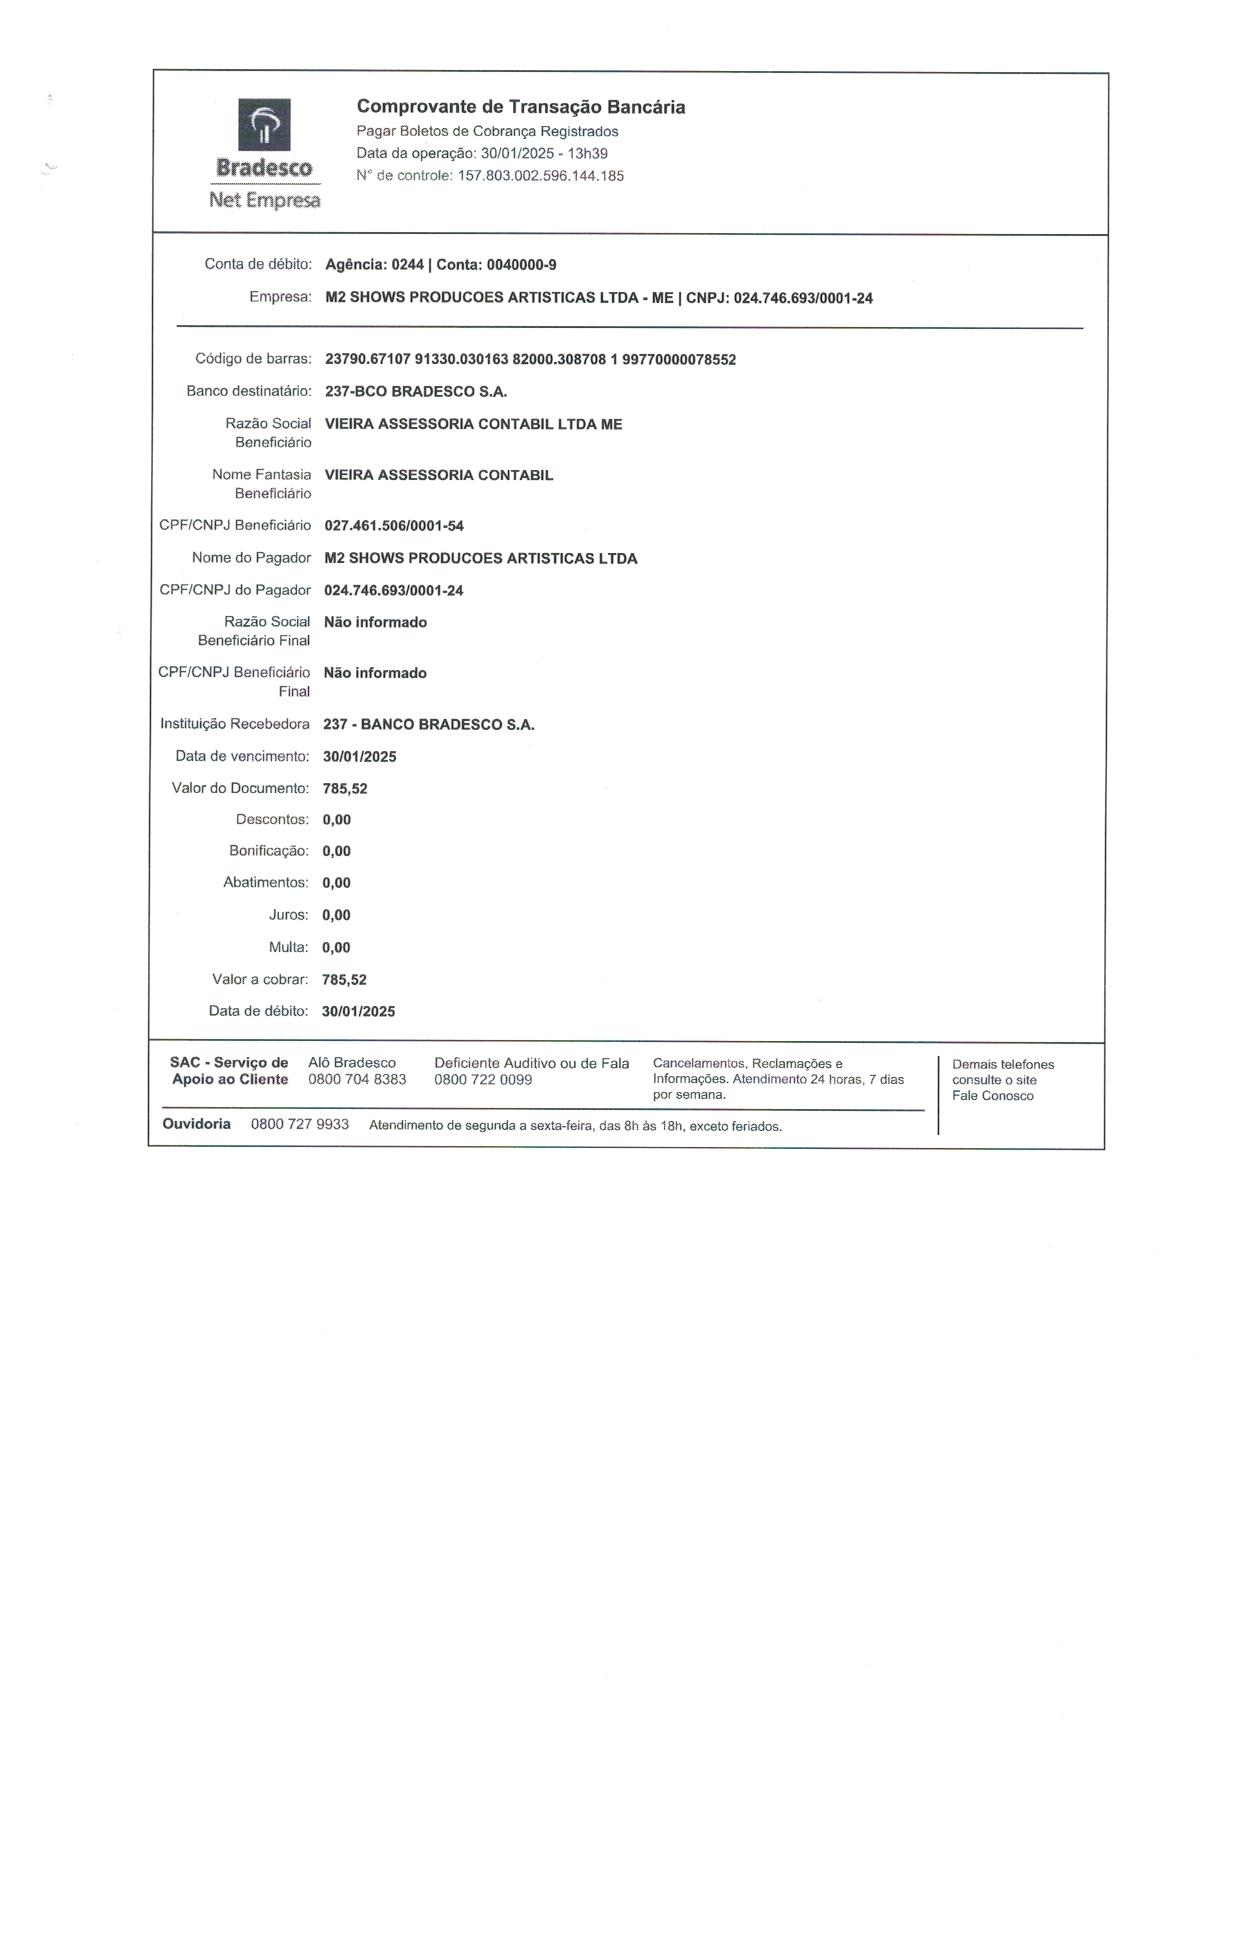 Bradesco
Net Empresa
Comprovante de Transação Bancária
Pagar Boletos de Cobrança Registrados
Data da operação: 30/01/2025 - 13h39
N° de controle: 157.803.002.596.144.185
Conta de débito: Agência: 0244 | Conta: 0040000-9
Empresa: M2 SHOWS PRODUCOES ARTISTICAS LTDA - ME | CNPJ: 024.746.693/0001-24
Código de barras: 23790.67107 91330.030163 82000.308708 1 99770000078552
Banco destinatário: 237-BCO BRADESCO S.A.
Razão Social VIEIRA ASSESSORIA CONTABIL LTDA ME
Beneficiário
Nome Fantasia VIEIRA ASSESSORIA CONTABIL
Beneficiário
CPF/CNPJ Beneficiário 027.461.506/0001-54
Nome do Pagador M2 SHOWS PRODUCOES ARTISTICAS LTDA
CPF/CNPJ do Pagador 024.746.693/0001-24
Razão Social Não informado
Beneficiário Final
CPF/CNPJ Beneficiário Não informado
Final
Instituição Recebedora 237 - BANCO BRADESCO S.A.
Data de vencimento: 30/01/2025
Valor do Documento: 785,52
Descontos: 0,00
Bonificação: 0,00
Abatimentos: 0,00
Juros: 0,00
Multa: 0,00
Valor a cobrar: 785,52
Data de débito: 30/01/2025
SAC - Serviço de Alô Bradesco Deficiente Auditivo ou de Fala Cancelamentos, Reclamações e Demais telefones
Apoio ao Cliente 0800 704 8383 0800 722 0099 Informações. Atendimento 24 horas, 7 dias consulte o site
por semana. Fale Conosco
Ouvidoria 0800 727 9933 Atendimento de segunda a sexta-feira, das 8h às 18h, exceto feriados.